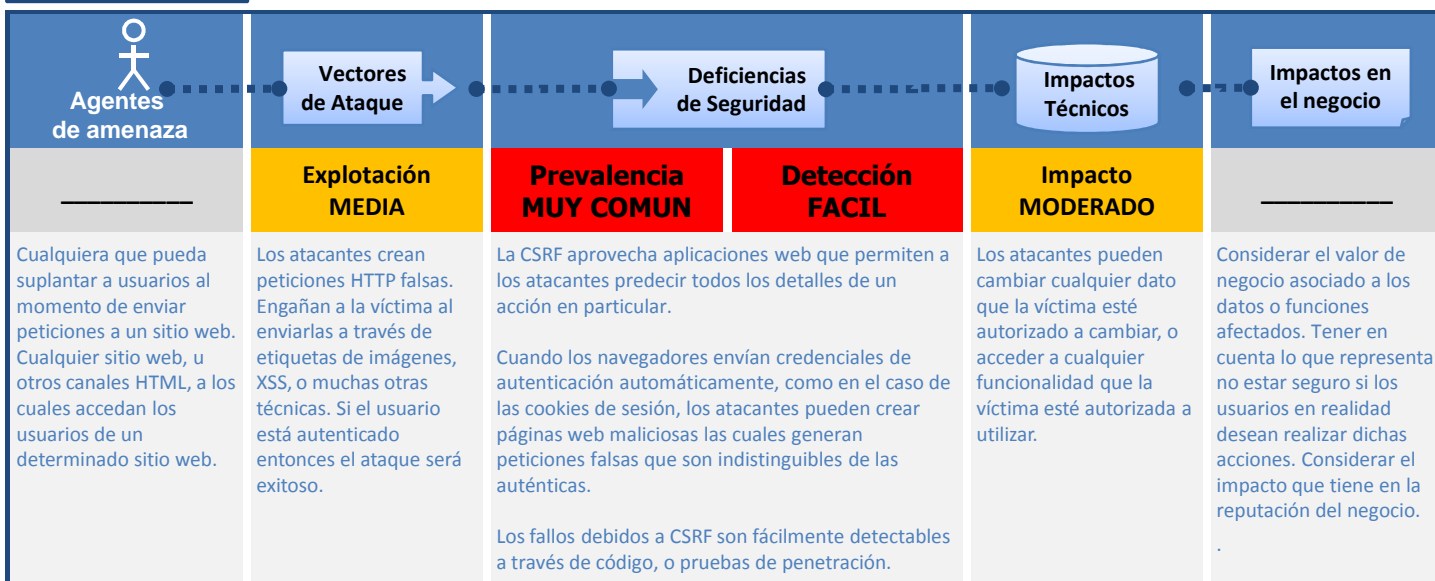 Agentes
de amenaza
Vectores
de Ataque
Deficiencias
de Seguridad
Impactos
Técnicos
Impactos en
el negocio
__________
Explotación
MEDIA
Prevalencia
MUY COMUN
Detección
FACIL
Impacto
MODERADO
__________
Cualquiera que pueda
suplantar a usuarios al
momento de enviar
peticiones a un sitio web.
Cualquier sitio web, u
otros canales HTML, a los
cuales accedan los
usuarios de un
determinado sitio web.
Los atacantes crean
peticiones HTTP falsas.
Engañan a la víctima al
enviarlas a través de
etiquetas de imágenes,
XSS, o muchas otras
técnicas. Si el usuario
está autenticado
entonces el ataque será
exitoso.
La CSRF aprovecha aplicaciones web que permiten a
los atacantes predecir todos los detalles de un
acción en particular.
Cuando los navegadores envían credenciales de
autenticación automáticamente, como en el caso de
las cookies de sesión, los atacantes pueden crear
páginas web maliciosas las cuales generan
peticiones falsas que son indistinguibles de las
auténticas.
Los fallos debidos a CSRF son fácilmente detectables
a través de código, o pruebas de penetración.
Los atacantes pueden
cambiar cualquier dato
que la víctima esté
autorizado a cambiar, o
acceder a cualquier
funcionalidad que la
víctima esté autorizada a
utilizar.
Considerar el valor de
negocio asociado a los
datos o funciones
afectados. Tener en
cuenta lo que representa
no estar seguro si los
usuarios en realidad
desean realizar dichas
acciones. Considerar el
impacto que tiene en la
reputación del negocio.
.